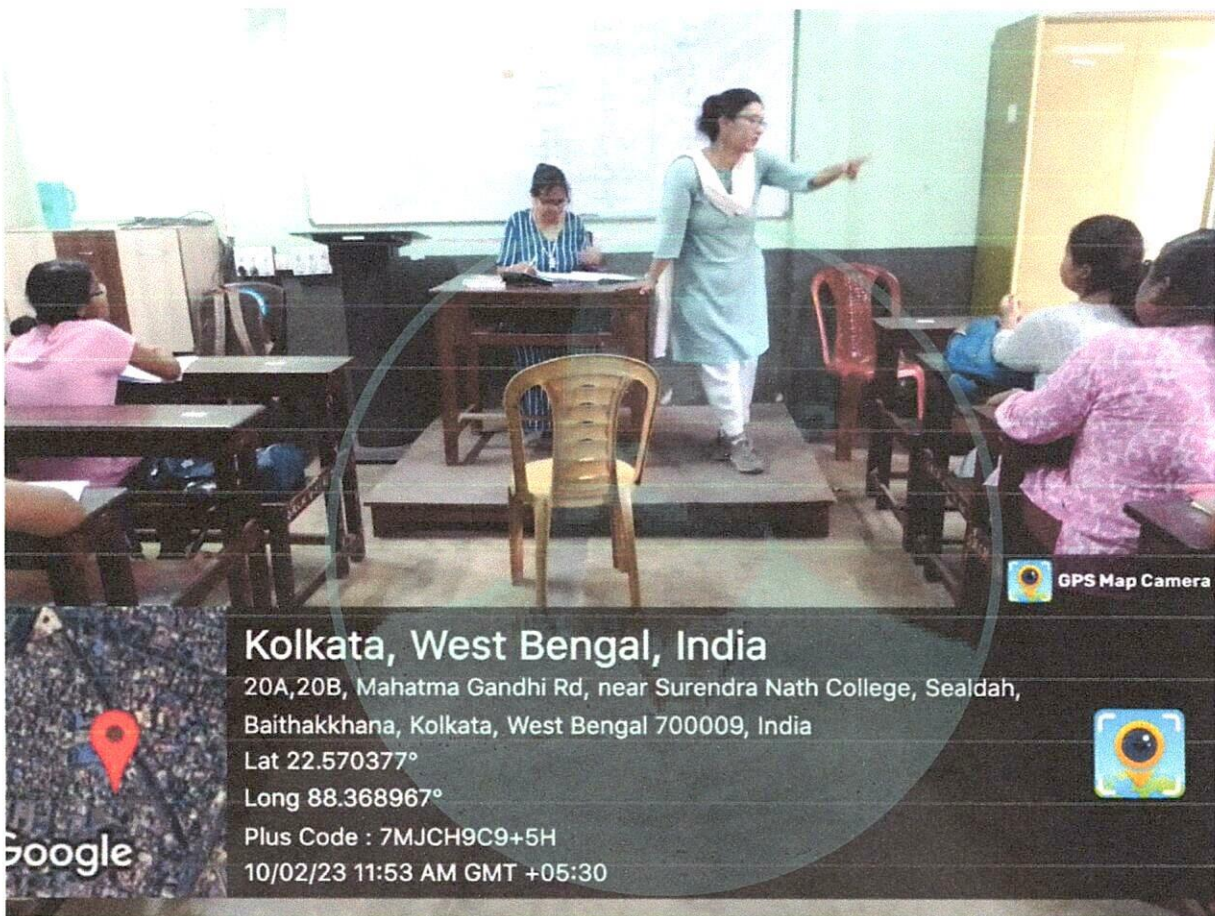 GPS Map Camera
Kolkata, West Bengal, India
20A,20B, Mahatma Gandhi Rd, near Surendra Nath College, Sealdah,
Baithakkhana, Kolkata, West Bengal 700009, India
Lat 22.570377°
Long 88.368967°
Plus Code : 7MJCH9C9+5H
10/02/23 11:53 AM GMT +05:30
Google